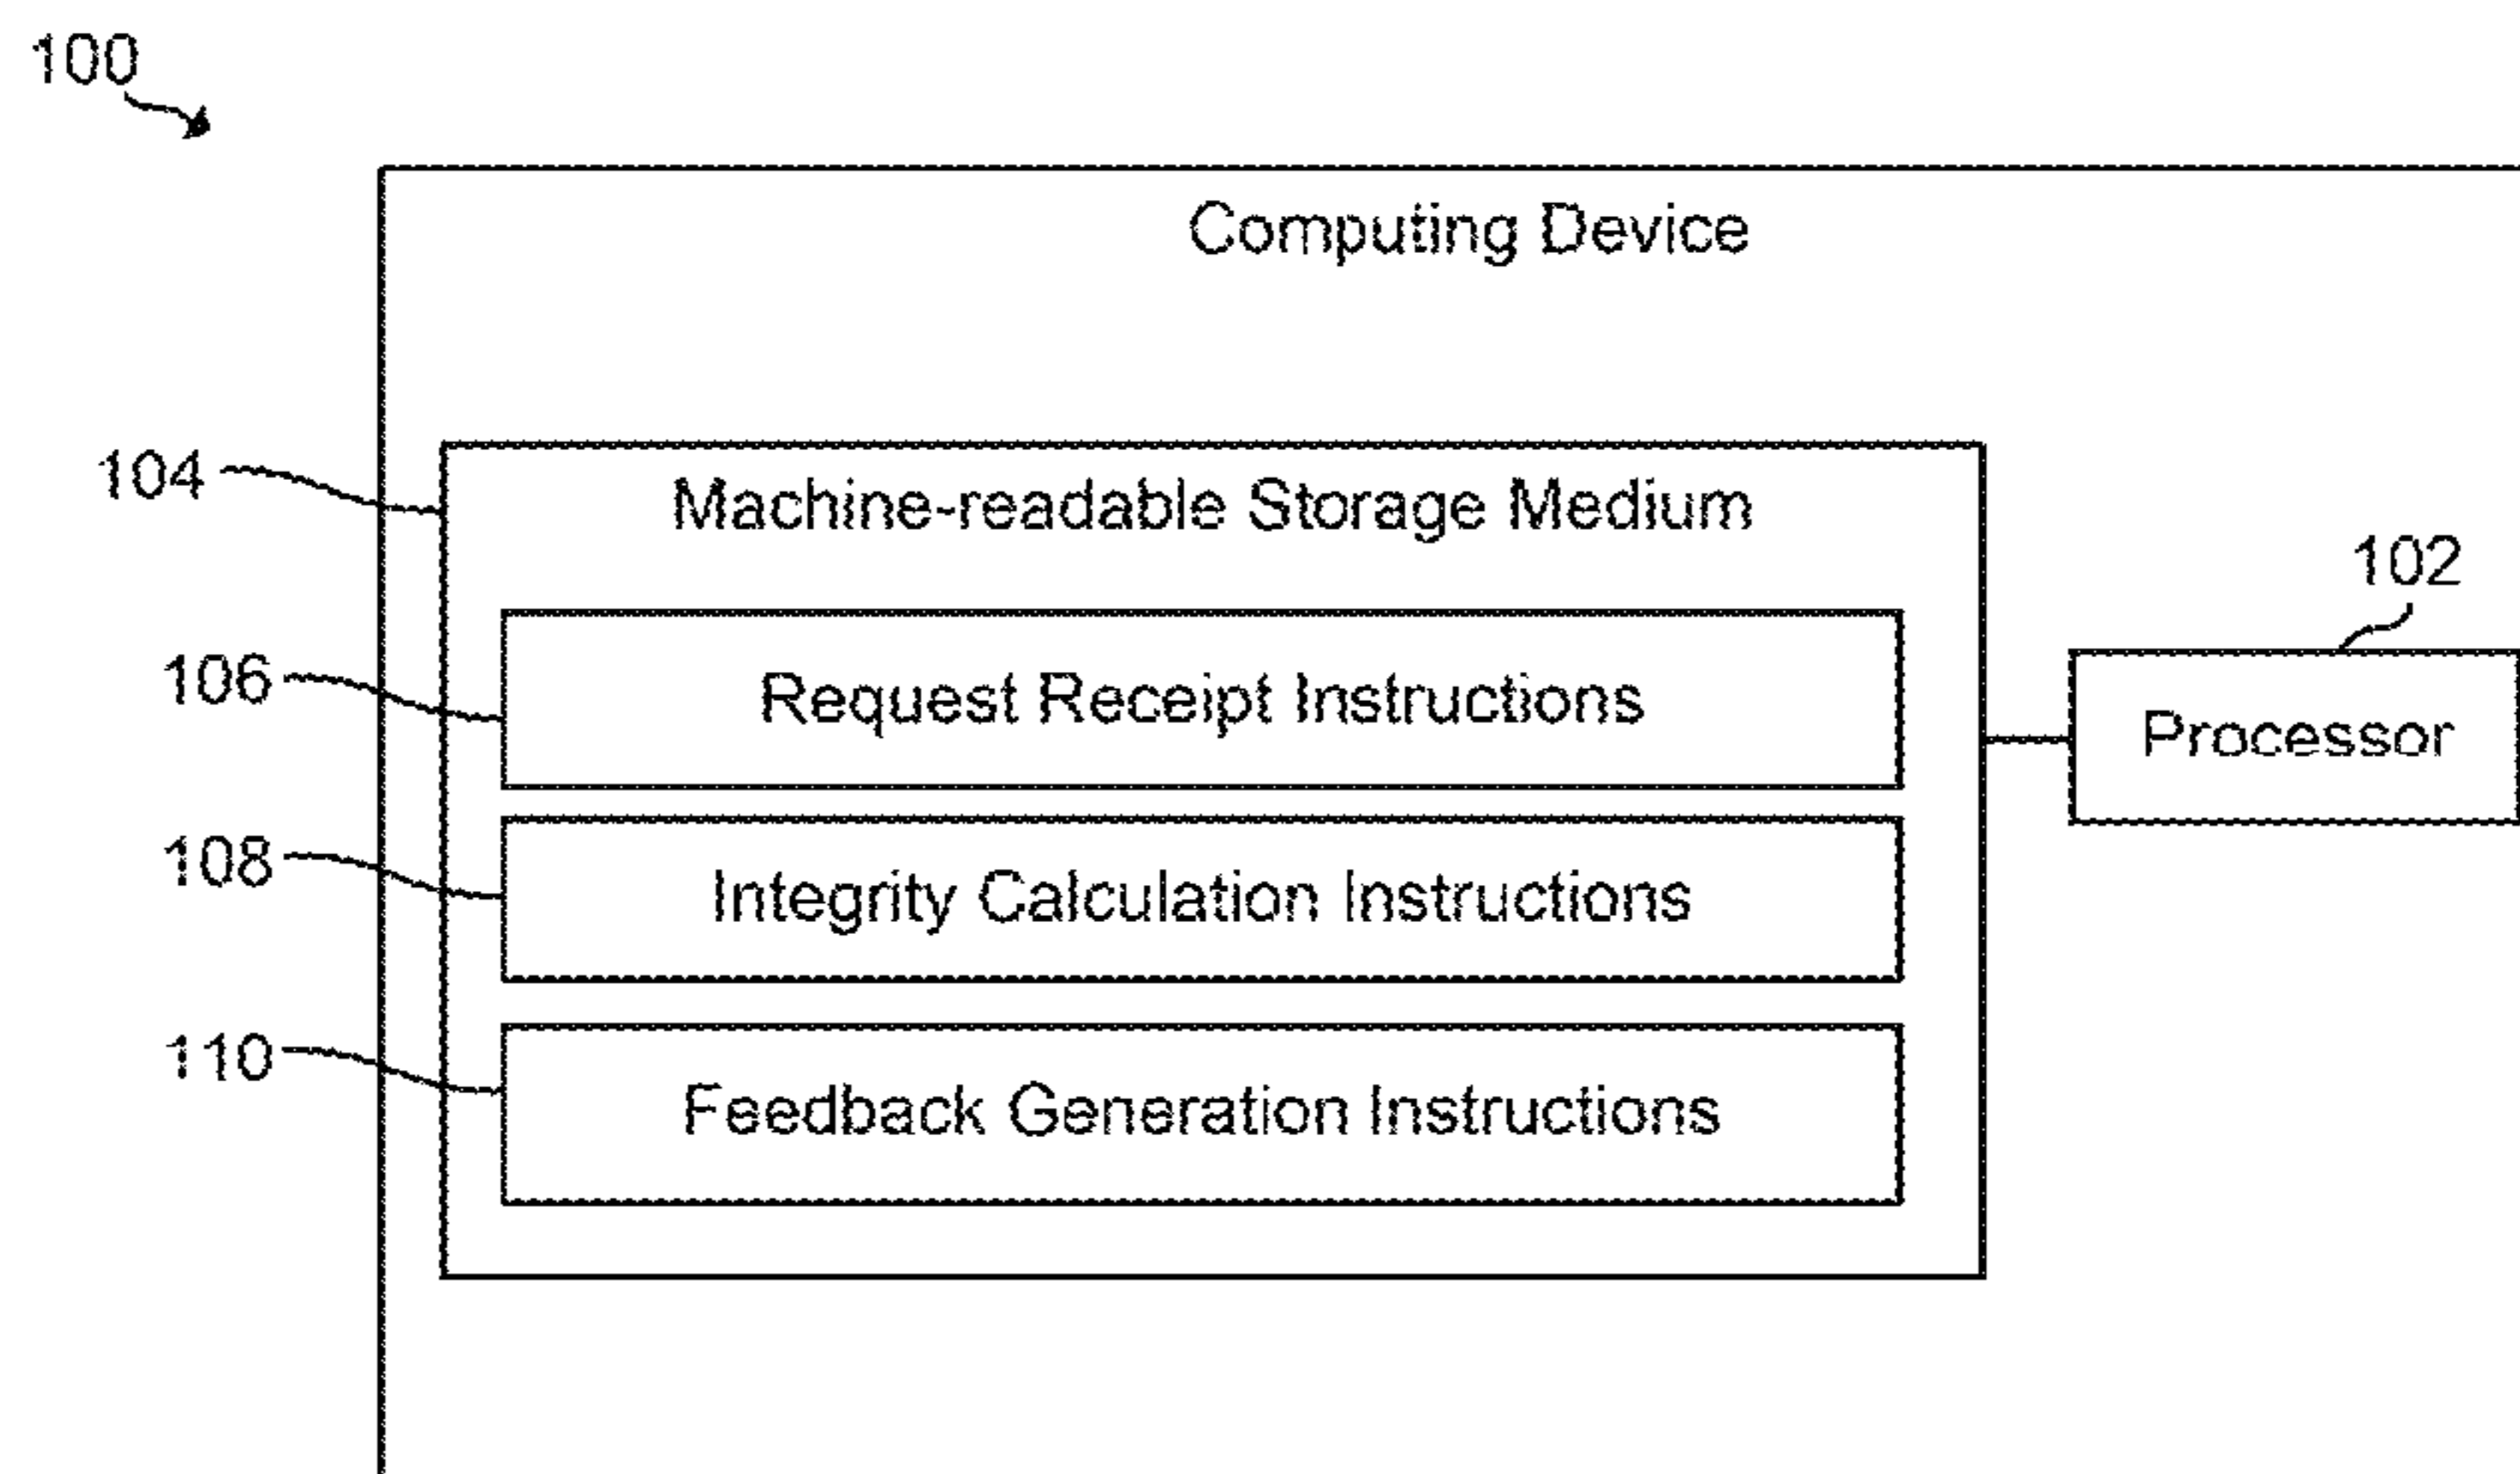 100
Computing Device
104
Machine-readable Storage Medium
102
106
Request Receipt Instructions
Processor
108
Integrity Calculation Instructions
110
Feedback Generation Instructions